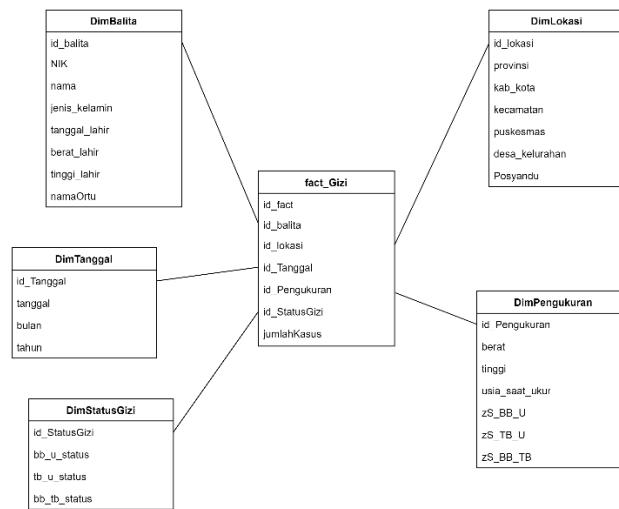 DimBalita
id_balita
NIK
nama
jenis_kelamin
tanggal_lahir
berat_lahir
tinggi_lahir
namaOrtu
DimLokasi
id_lokasi
provinsi
kab_kota
kecamatan
puskesmas
desa_kelurahan
Posyandu
fact_Gizi
id_fact
id_balita
id_lokasi
id_Tanggal
id_Pengukuran
id_StatusGizi
jumlahKasus
DimTanggal
id_Tanggal
tanggal
bulan
tahun
DimPengukuran
id_Pengukuran
berat
tinggi
usia_saat_ukur
zS_BB_U
zS_TB_U
zS_BB_TB
DimStatusGizi
id_StatusGizi
bb_u_status
tb_u_status
bb_tb_status